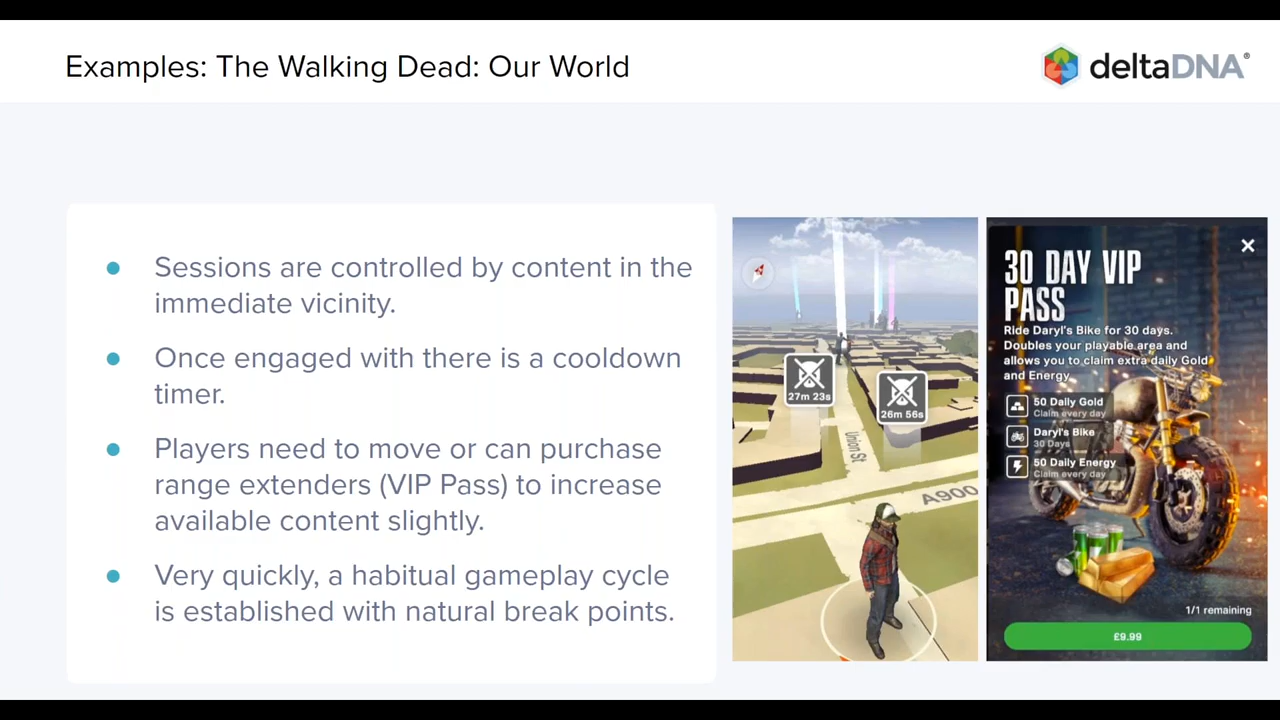 Examples: The Walking Dead: Our World
deltaDNA®
Sessions are controlled by content in the
immediate vicinity.
Once engaged with there is a cooldown
timer.
Players need to move or can purchase
range extenders (VIP Pass) to increase
available content slightly.
Very quickly, a habitual gameplay cycle
is established with natural break points.
27m 23s
26m 56s
Union St
A900
30 DAY VIP
PASS
Ride Daryl's Bike for 30 days.
Doubles your playable area and
allows you to claim extra daily Gold
and Energy
50 Daily Gold
Claim every day
Daryl's Bike
30 Days
50 Daily Energy
Claim every day
1/1 remaining
£9.99